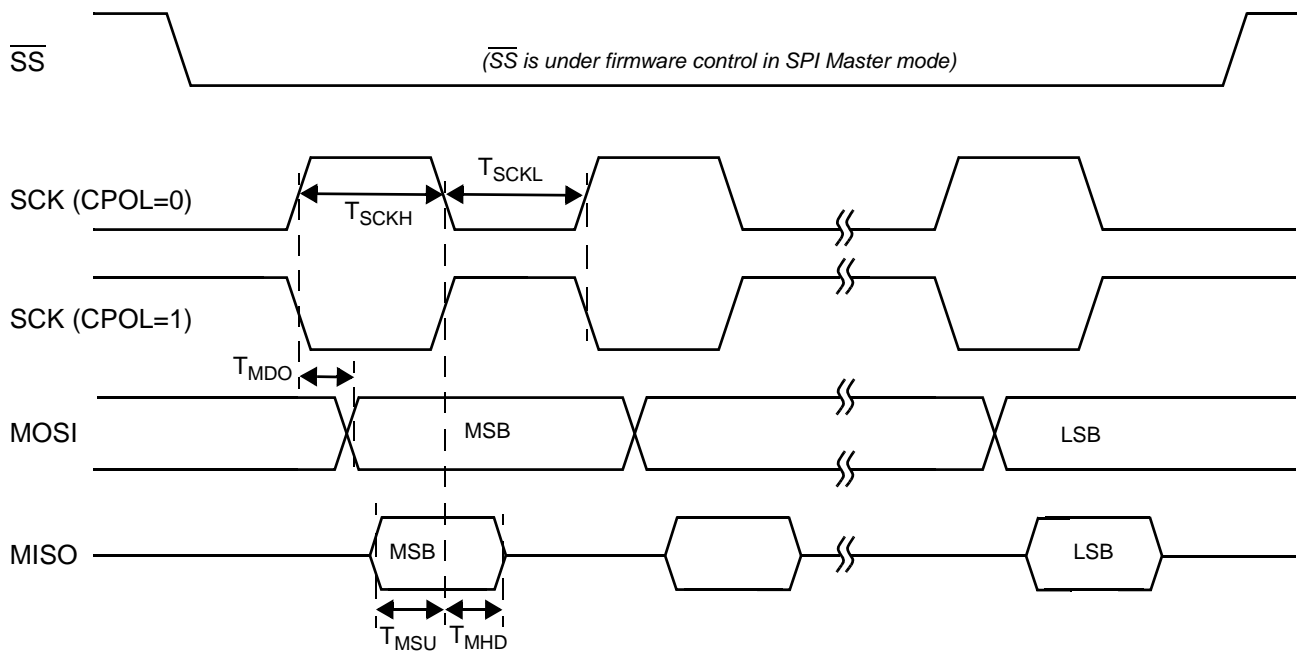 SS
(SS is under firmware control in SPI Master mode)
SCK (CPOL=0)
TSCKH
TSCKL
SCK (CPOL=1)
TMDO
MOSI
MSB
LSB
MISO
MSB
LSB
TMSU
TMHD